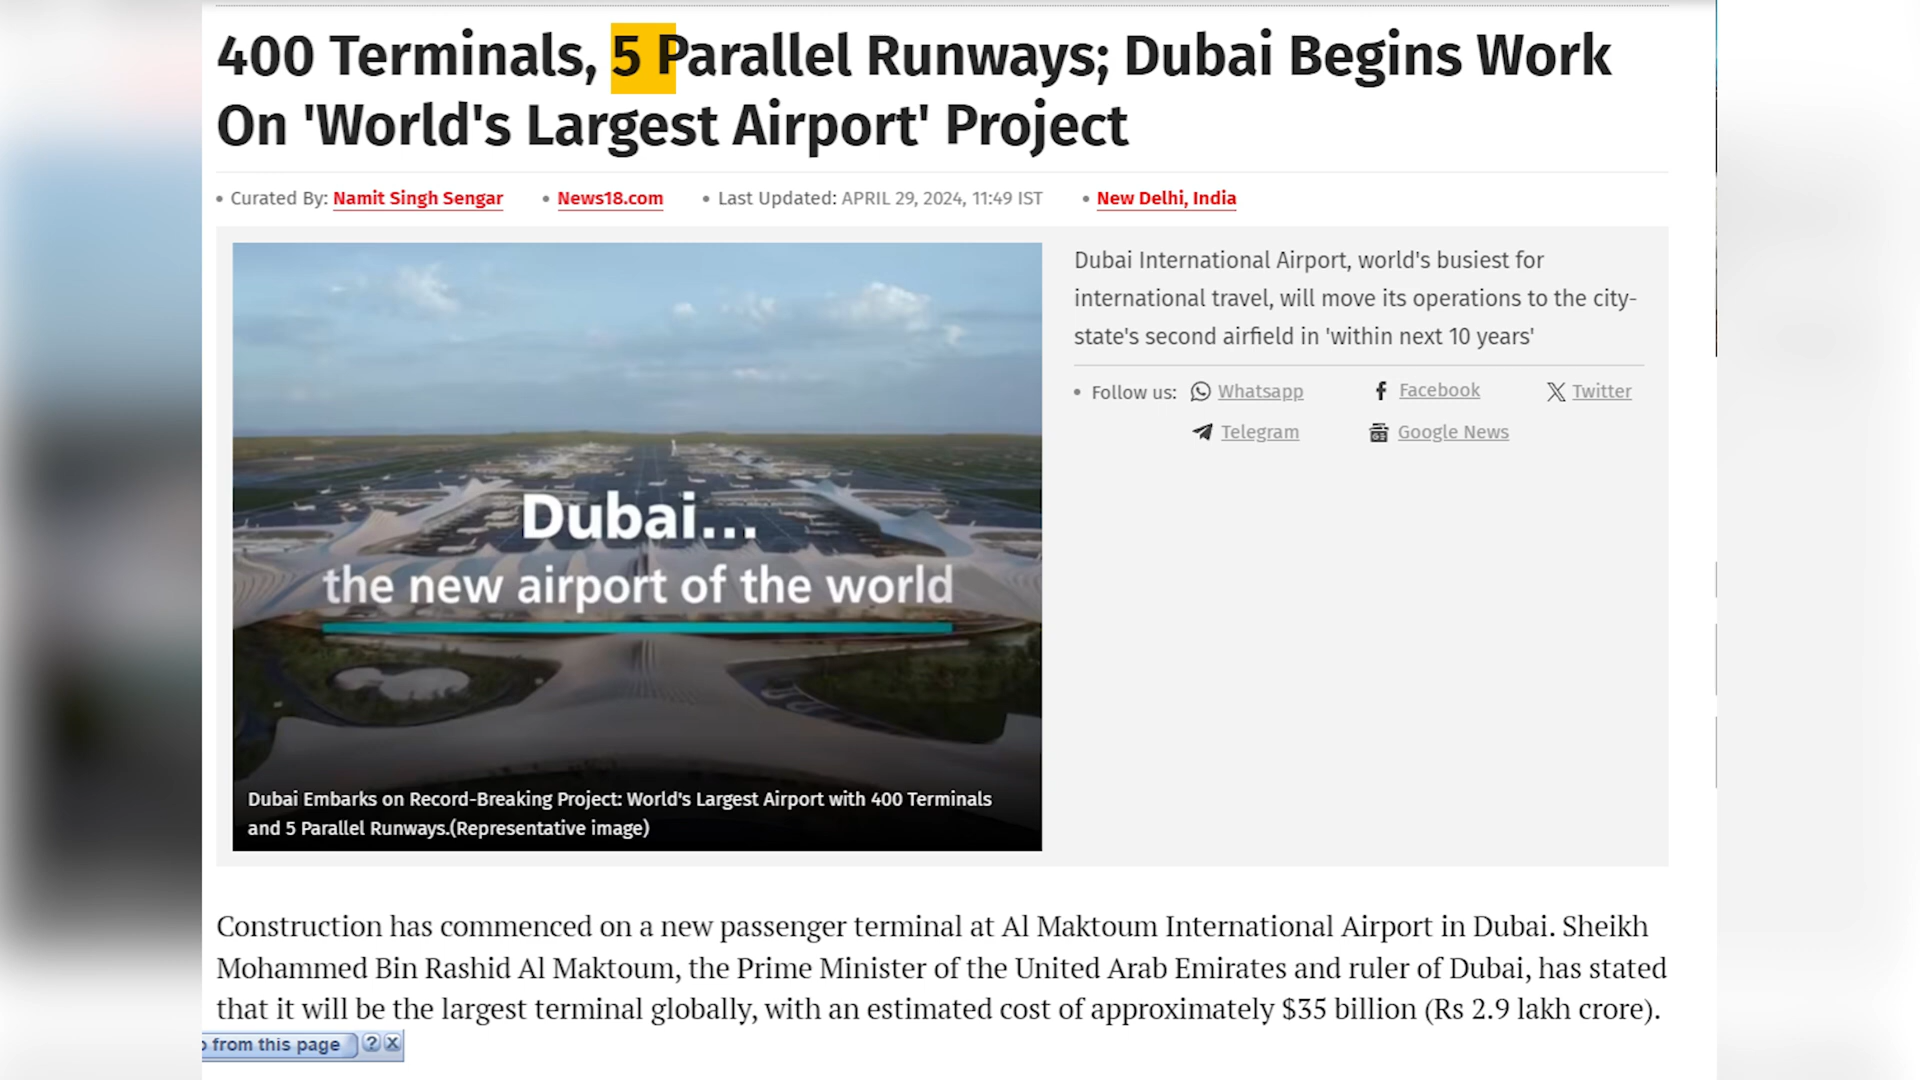 400 Terminals, 5 Parallel Runways; Dubai Begins Work
On 'World's Largest Airport' Project
• Curated By: Namit Singh Sengar • News18.com • Last Updated: APRIL 29, 2024, 11:49 IST • New Delhi, India
Dubai International Airport, world's busiest for
international travel, will move its operations to the city-
state's second airfield in 'within next 10 years'
• Follow us: Whatsapp Facebook Twitter
Telegram Google News
Dubai...
the new airport of the world
Dubai Embarks on Record-Breaking Project: World's Largest Airport with 400 Terminals
and 5 Parallel Runways.(Representative image)
Construction has commenced on a new passenger terminal at Al Maktoum International Airport in Dubai. Sheikh
Mohammed Bin Rashid Al Maktoum, the Prime Minister of the United Arab Emirates and ruler of Dubai, has stated
that it will be the largest terminal globally, with an estimated cost of approximately $35 billion (Rs 2.9 lakh crore).
from this page ? X